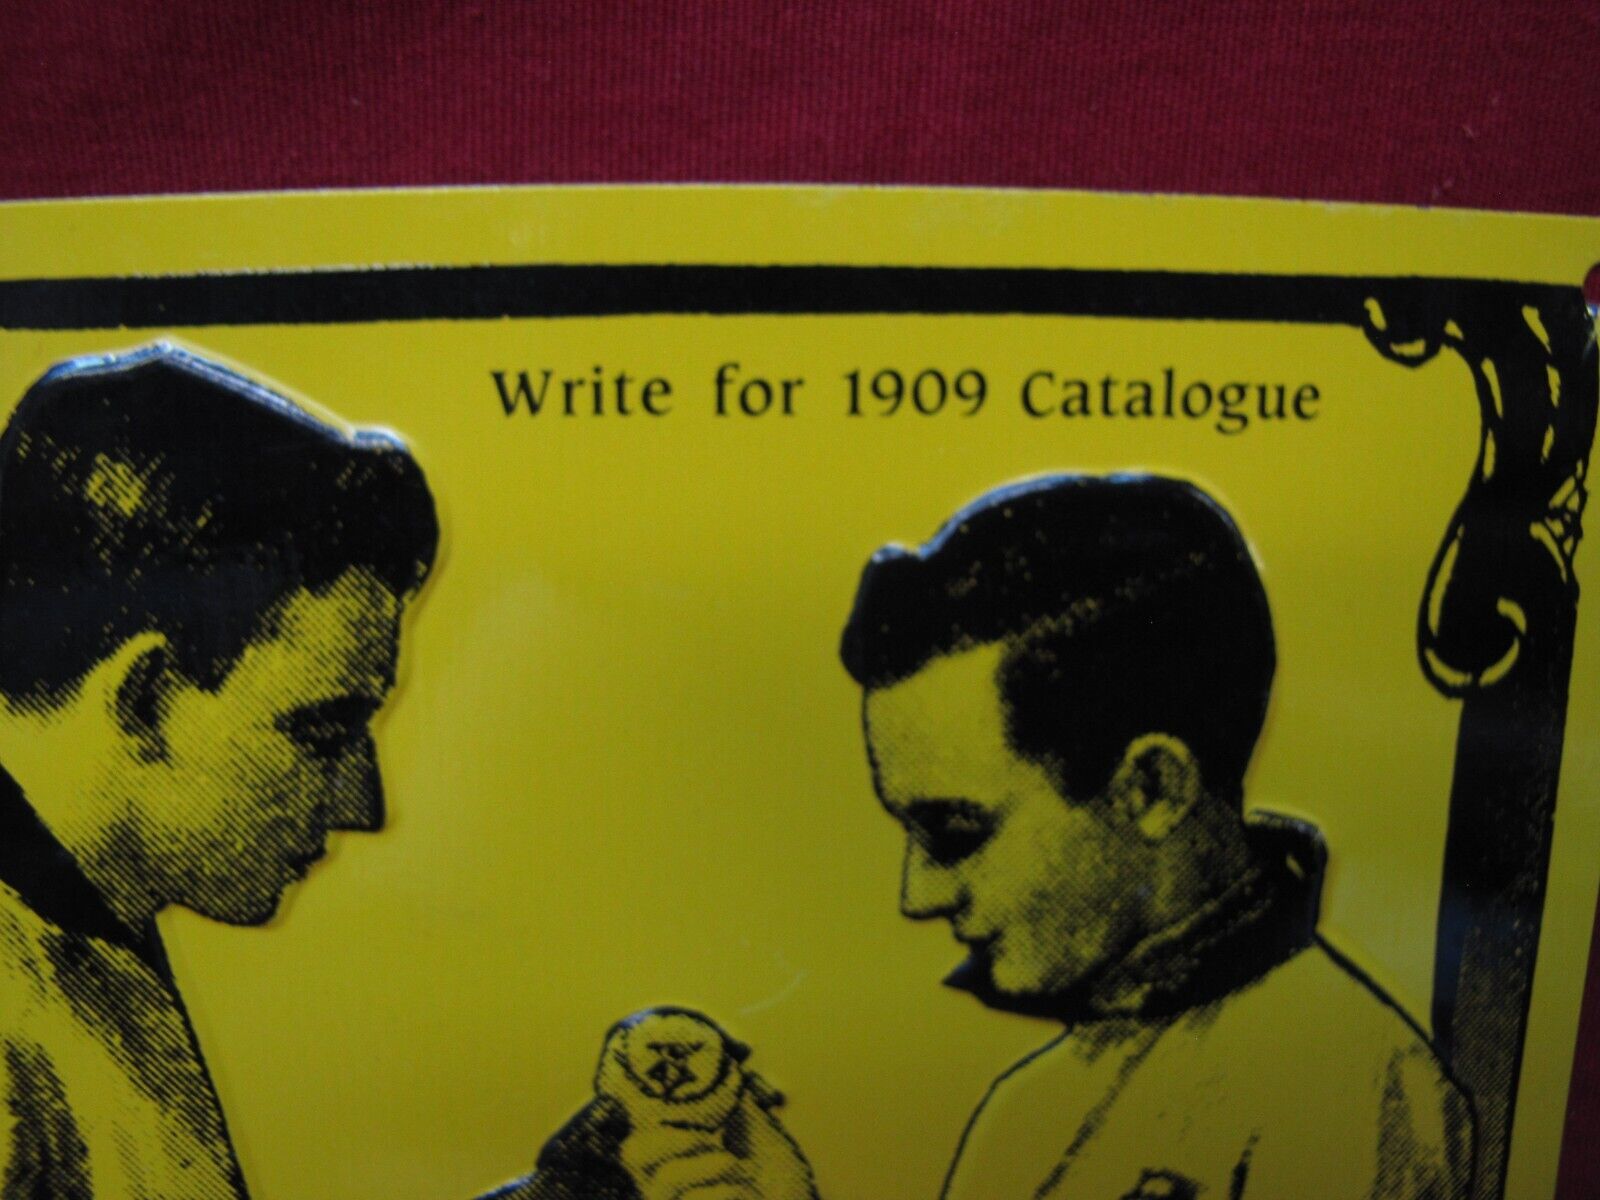 Write for 1909 Catalogue